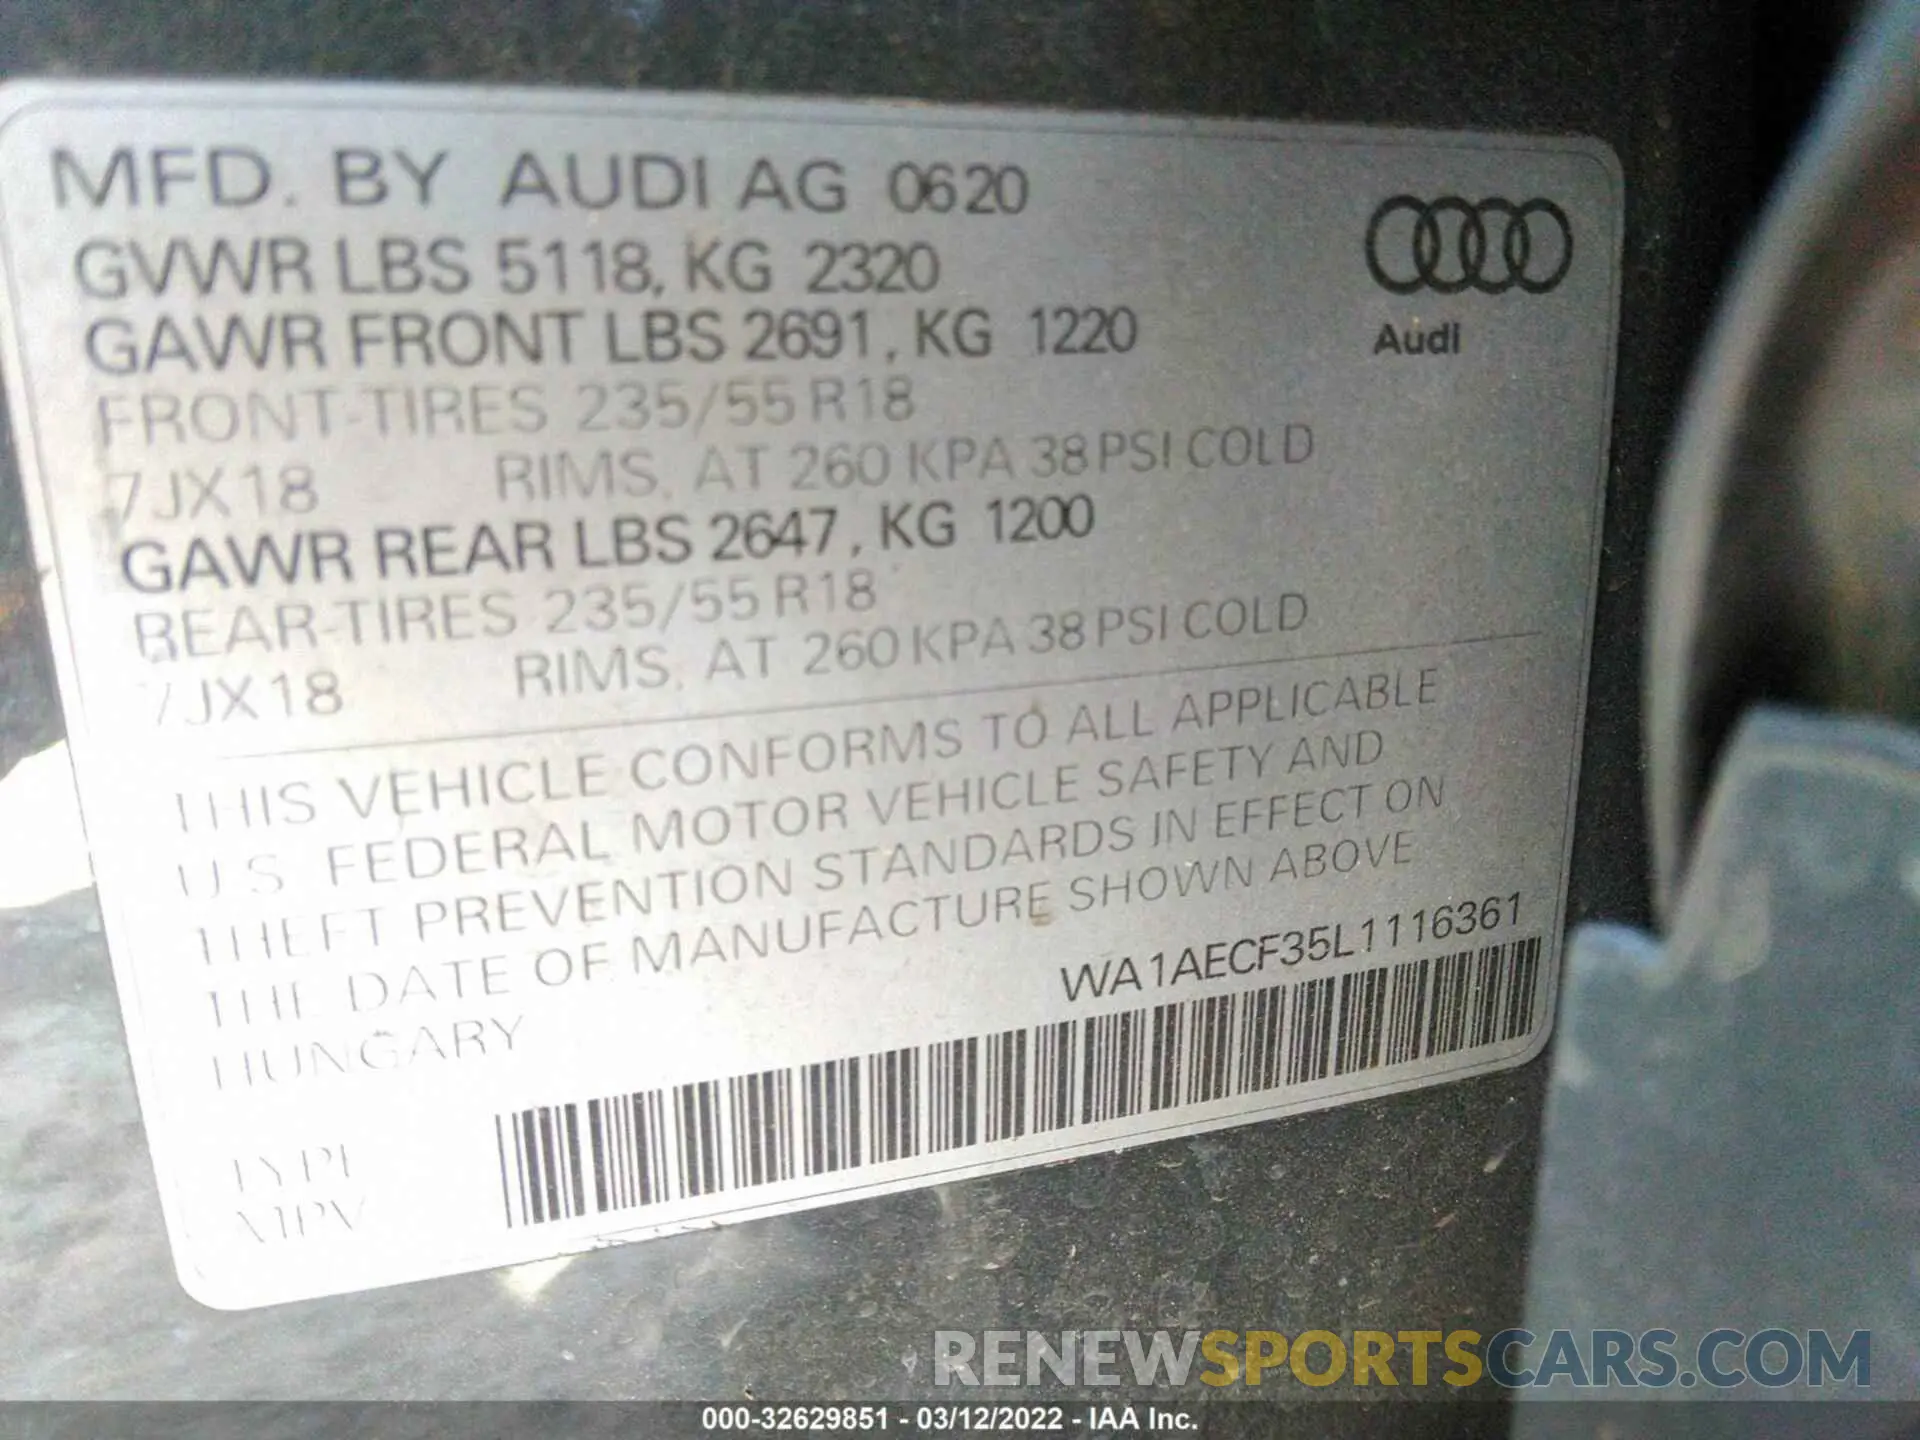 MFD. BY AUDI AG 0620
GVWR LBS 5118, KG 2320
GAWR FRONT LBS 2691, KG 1220
FRONT-TIRES 235/55 R18
7JX18 RIMS, AT 260 KPA 38 PSI COLD
GAWR REAR LBS 2647, KG 1200
REAR-TIRES 235/55 R18
7JX18 RIMS, AT 260 KPA 38 PSI COLD
Audi
THIS VEHICLE CONFORMS TO ALL APPLICABLE
U.S. FEDERAL MOTOR VEHICLE SAFETY AND
THEFT PREVENTION STANDARDS IN EFFECT ON
THE DATE OF MANUFACTURE SHOWN ABOVE
HUNGARY
WA1AECF35L1116361
TYPE
MPV
RENEWSPORTSCARS.COM
000-32629851 - 03/12/2022 - IAA Inc.